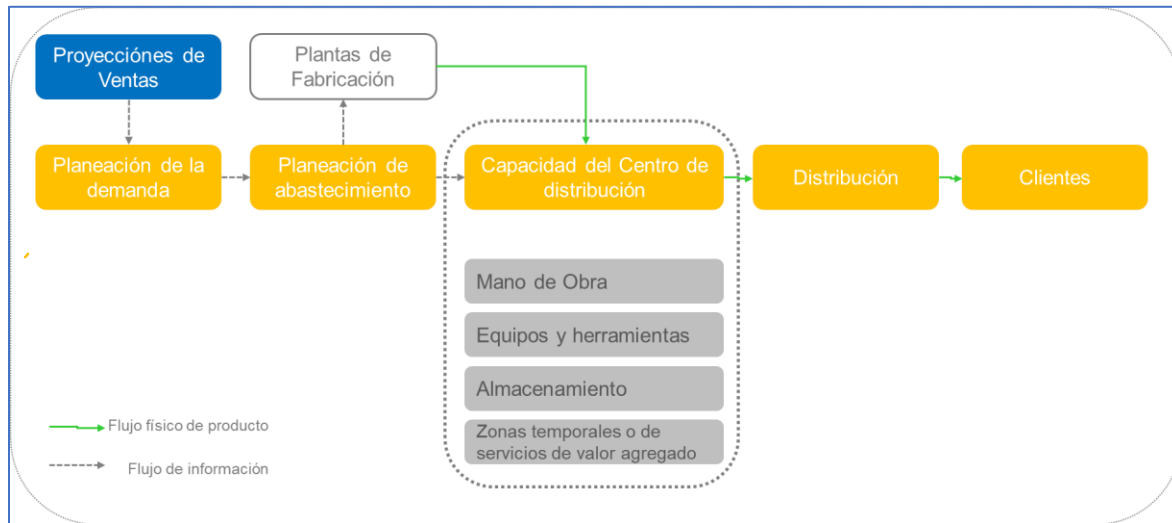 Proyecciónes de
Ventas
Plantas de
Fabricación
Planeación de la
demanda
Planeación de
abastecimiento
Capacidad del Centro de
distribución
Distribución
Clientes
Mano de Obra
Equipos y herramientas
Almacenamiento
Zonas temporales o de
servicios de valor agregado
Flujo físico de producto
Flujo de información